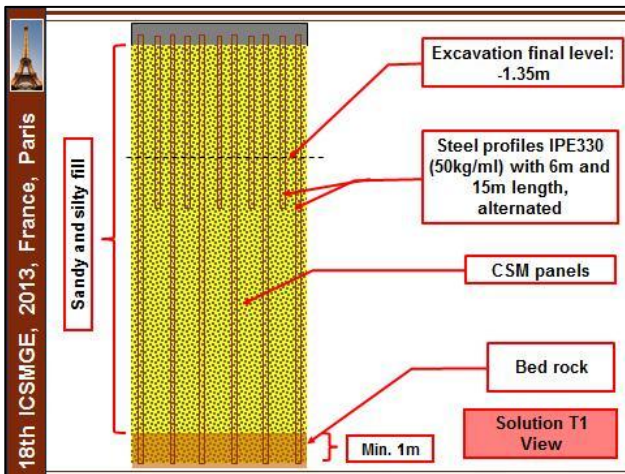 18th ICSMGE, 2013, France, Paris
Sandy and silty fill
Excavation final level:
-1.35m
Steel profiles IPE330
(50kg/ml) with 6m and
15m length,
alternated
CSM panels
Bed rock
Min. 1m
Solution T1
View